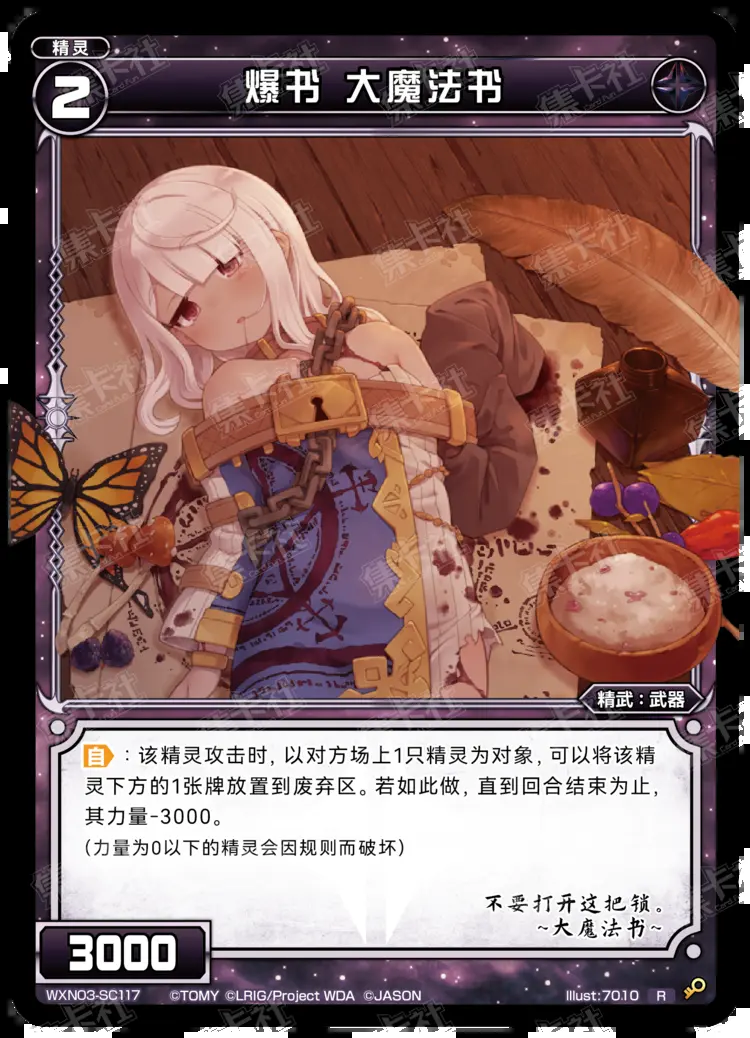 精灵
2
爆书 大魔法书
精武：武器
自：该精灵攻击时，以对方场上1只精灵为对象，可以将该精
灵下方的1张牌放置到废弃区。若如此做，直到回合结束为止，
其力量-3000。
（力量为0以下的精灵会因规则而破坏）
不要打开这把锁。
~大魔法书~
3000
WXN03-SC117 ©TOMY ©LRIG/Project WDA ©JASON Illust:7010 R
集卡社